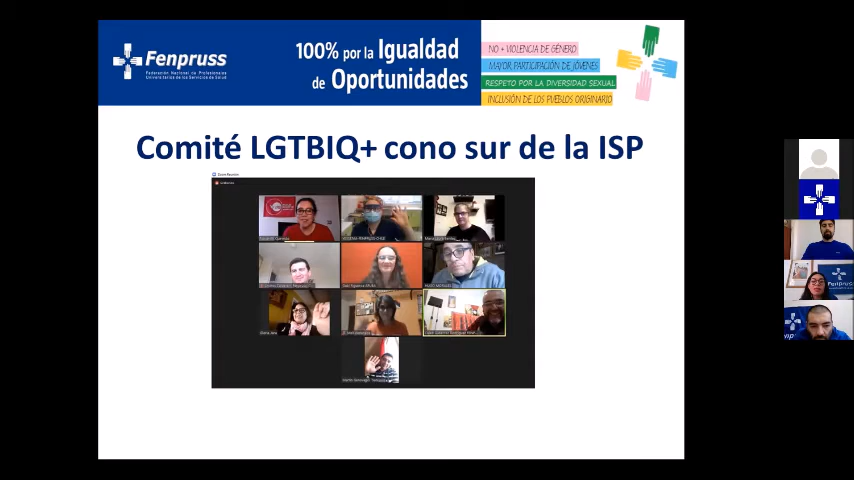 Fenpruss
Federación Nacional de Profesionales
Universitarios de los Servicios de Salud
100% por la Igualdad
de Oportunidades
NO + VIOLENCIA DE GÉNERO
MAYOR PARTICIPACIÓN DE JÓVENES
RESPETO POR LA DIVERSIDAD SEXUAL
INCLUSIÓN DE LOS PUEBLOS ORIGINARIO
Comité LGTBIQ+ cono sur de la ISP
HUGO
Fenpruss